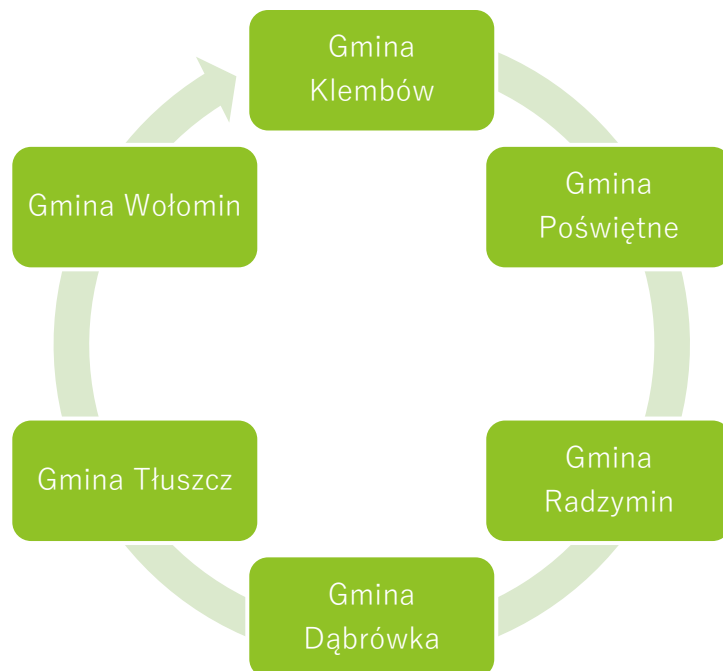 Gmina
Klembów
Gmina
Poświętne
Gmina
Radzymin
Gmina
Dąbrówka
Gmina Tłuszcz
Gmina Wołomin